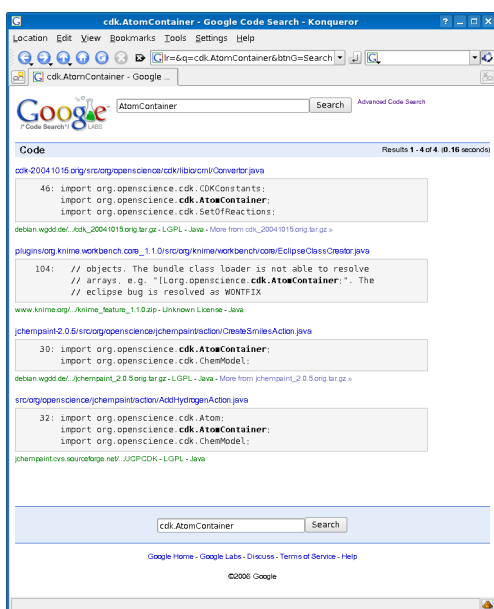 cdk.AtomContainer - Google Code Search - Konqueror
Location Edit View Bookmarks Tools Settings Help
lr=&q=cdk.AtomContainer&btnG=Search
cdk.AtomContainer - Google ...
Google
/* Code Search */ LABS
AtomContainer
Search
Advanced Code Search
Code
Results 1 - 4 of 4. (0.16 seconds)
cdk-20041015.orig/src/org/openscience/cdk/libio/cml/Convertor.java
46: import org.openscience.cdk.CDKConstants;
import org.openscience.cdk.AtomContainer;
import org.openscience.cdk.SetOfReactions;
debian.wgdd.de/.../cdk_20041015.orig.tar.gz - LGPL - Java - More from cdk_20041015.orig.tar.gz »
plugins/org.knime.workbench.core_1.1.0/src/org/knime/workbench/core/EclipseClassCreator.java
104: // objects. The bundle class loader is not able to resolve
// arrays, e.g. "[Lorg.openscience.cdk.AtomContainer;". The
// eclipse bug is resolved as WONTFIX
www.knime.org/.../knime_feature_1.1.0.zip - Unknown License - Java
jchempaint-2.0.5/src/org/openscience/jchempaint/action/CreateSmilesAction.java
30: import org.openscience.cdk.AtomContainer;
import org.openscience.cdk.ChemModel;
debian.wgdd.de/.../jchempaint_2.0.5.orig.tar.gz - LGPL - Java - More from jchempaint_2.0.5.orig.tar.gz »
src/org/openscience/jchempaint/action/AddHydrogenAction.java
32: import org.openscience.cdk.Atom;
import org.openscience.cdk.AtomContainer;
import org.openscience.cdk.ChemModel;
jchempaint.cvs.sourceforge.net/.../JCPCDK - LGPL - Java
cdk.AtomContainer
Search
Google Home - Google Labs - Discuss - Terms of Service - Help
©2006 Google